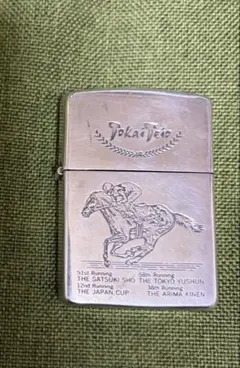 Tokai Teio
51st Running 58th Running
THE SATSUKI SHO THE TOKYO YUSHUN
12nd Running 38th Running
THE JAPAN CUP THE ARIMA KINEN